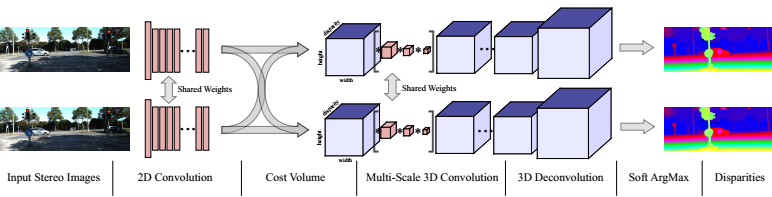 disparity
height
width
Shared Weights
Shared Weights
disparity
height
width
Input Stereo Images
2D Convolution
Cost Volume
Multi-Scale 3D Convolution
3D Deconvolution
Soft ArgMax
Disparities